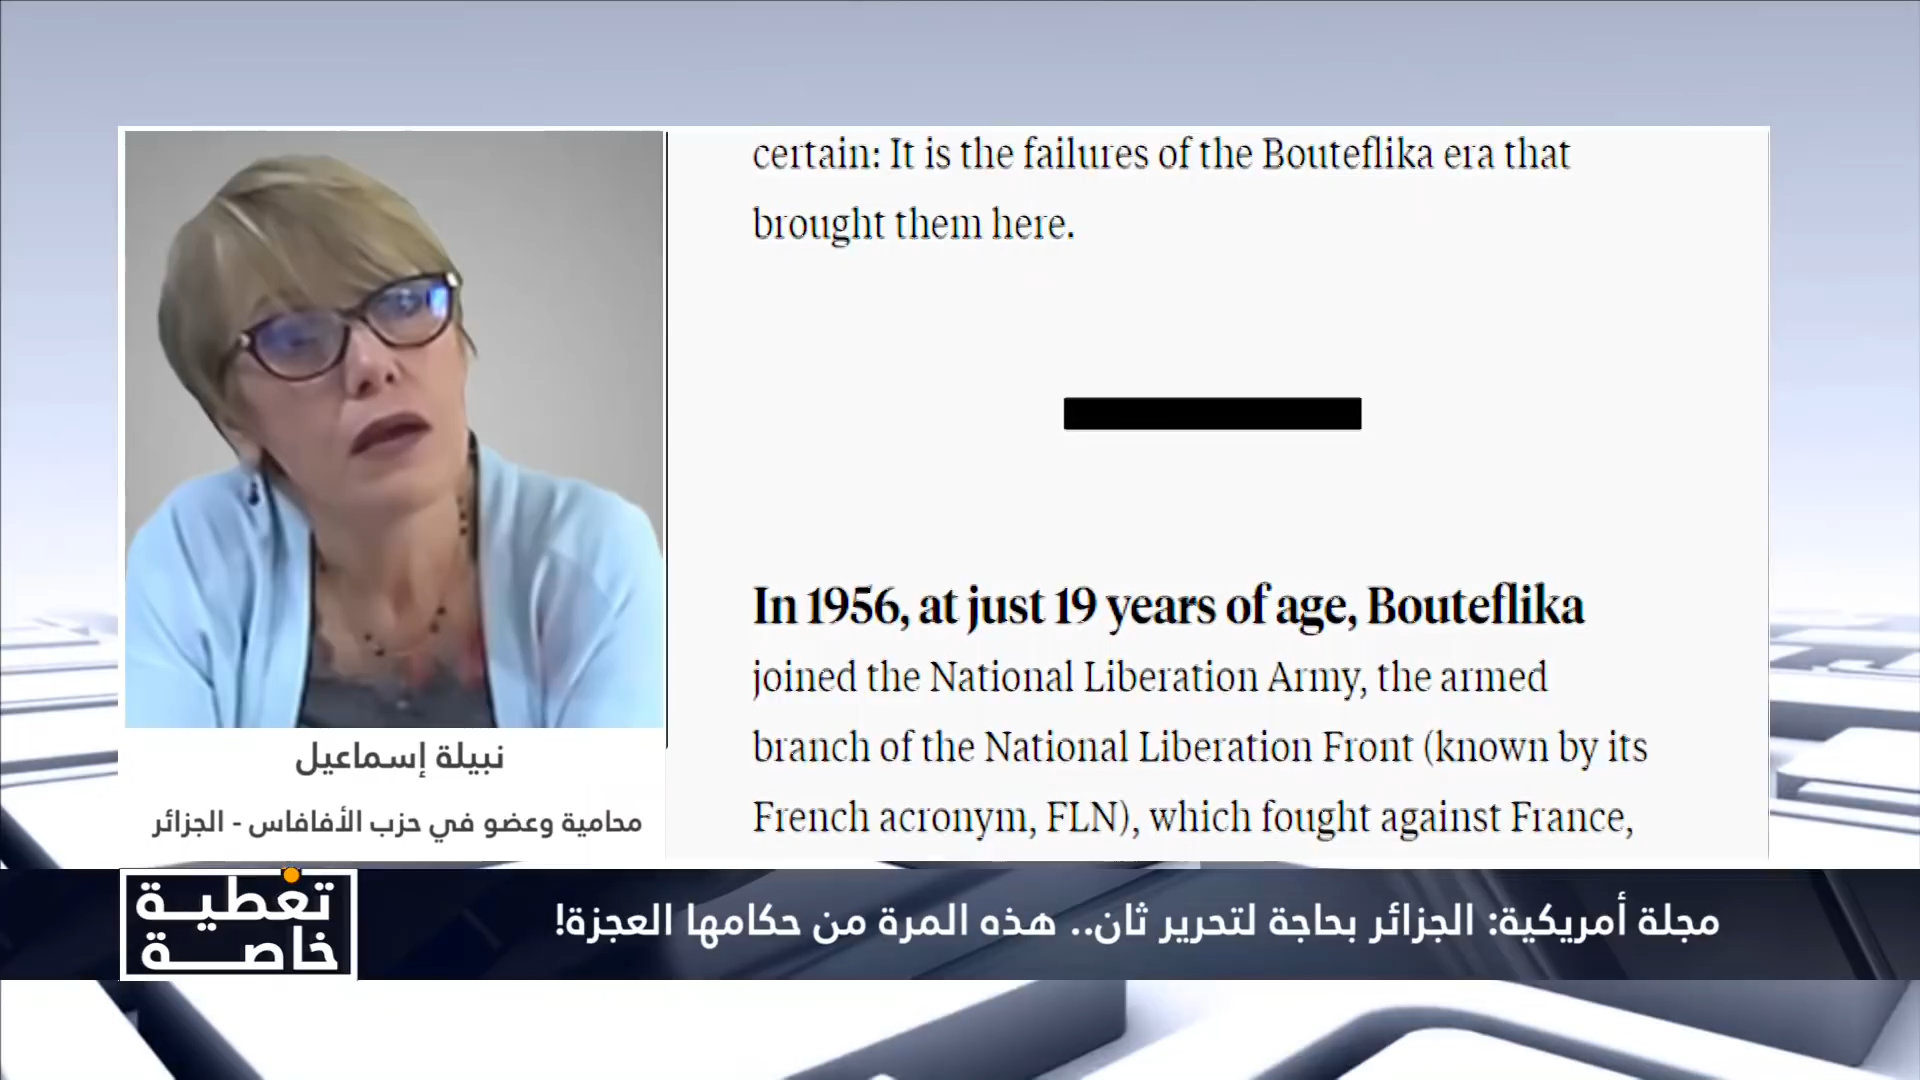 certain: It is the failures of the Bouteflika era that
brought them here.
In 1956, at just 19 years of age, Bouteflika
joined the National Liberation Army, the armed
branch of the National Liberation Front (known by its
French acronym, FLN), which fought against France,
نبيلة إسماعيل
محامية وعضو في حزب الأفافاس - الجزائر
تغطية
خاصة
مجلة أمريكية: الجزائر بحاجة لتحرير ثان.. هذه المرة من حكامها العجزة!